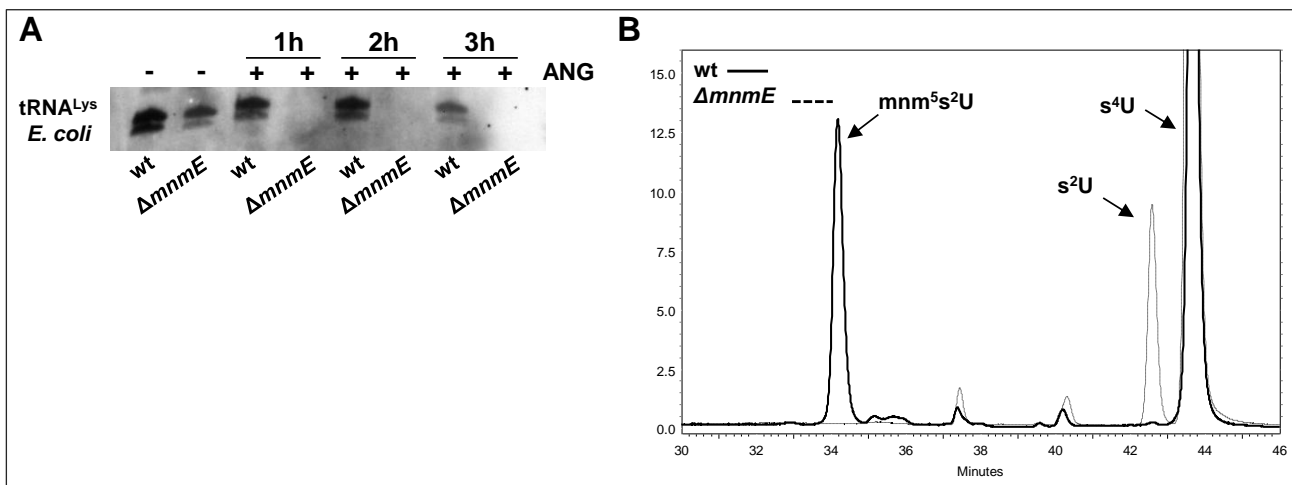 A
1h 2h 3h
- - + + + + + + ANG
tRNALys
E. coli
wt ΔmnmE wt ΔmnmE wt ΔmnmE wt ΔmnmE
B
wt
ΔmnmE
mnm5s2U
s4U
s2U
15.0
12.5
10.0
7.5
5.0
2.5
0.0
30 32 34 36 38 40 42 44 46
Minutes